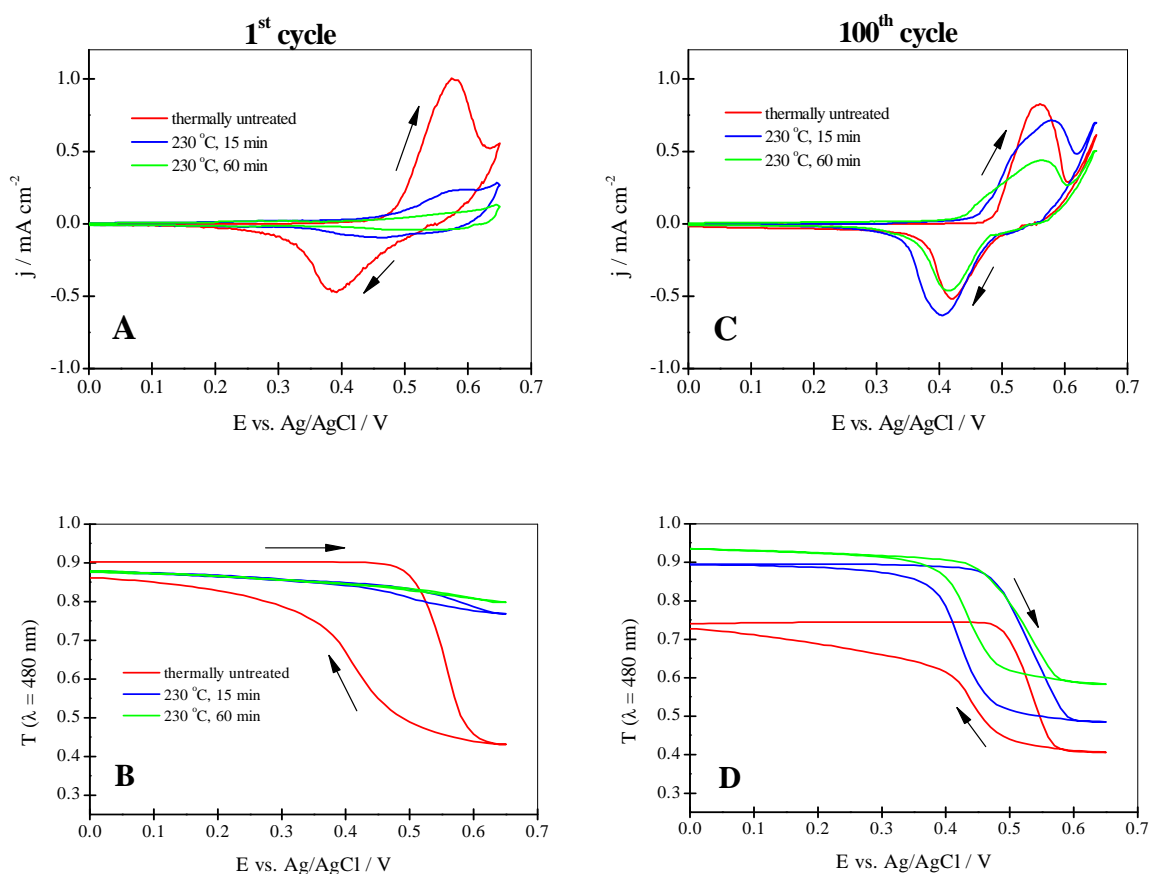 1st cycle
100th cycle
1.0
0.5
0.0
-0.5
-1.0
j / mA cm-2
thermally untreated
230 °C, 15 min
230 °C, 60 min
A
0.0 0.1 0.2 0.3 0.4 0.5 0.6 0.7
E vs. Ag/AgCl / V
1.0
0.5
0.0
-0.5
-1.0
j / mA cm-2
thermally untreated
230 °C, 15 min
230 °C, 60 min
C
0.0 0.1 0.2 0.3 0.4 0.5 0.6 0.7
E vs. Ag/AgCl / V
1.0
0.9
0.8
0.7
0.6
0.5
0.4
0.3
T (λ = 480 nm)
thermally untreated
230 °C, 15 min
230 °C, 60 min
B
0.0 0.1 0.2 0.3 0.4 0.5 0.6 0.7
E vs. Ag/AgCl / V
1.0
0.9
0.8
0.7
0.6
0.5
0.4
0.3
T (λ = 480 nm)
D
0.0 0.1 0.2 0.3 0.4 0.5 0.6 0.7
E vs. Ag/AgCl / V